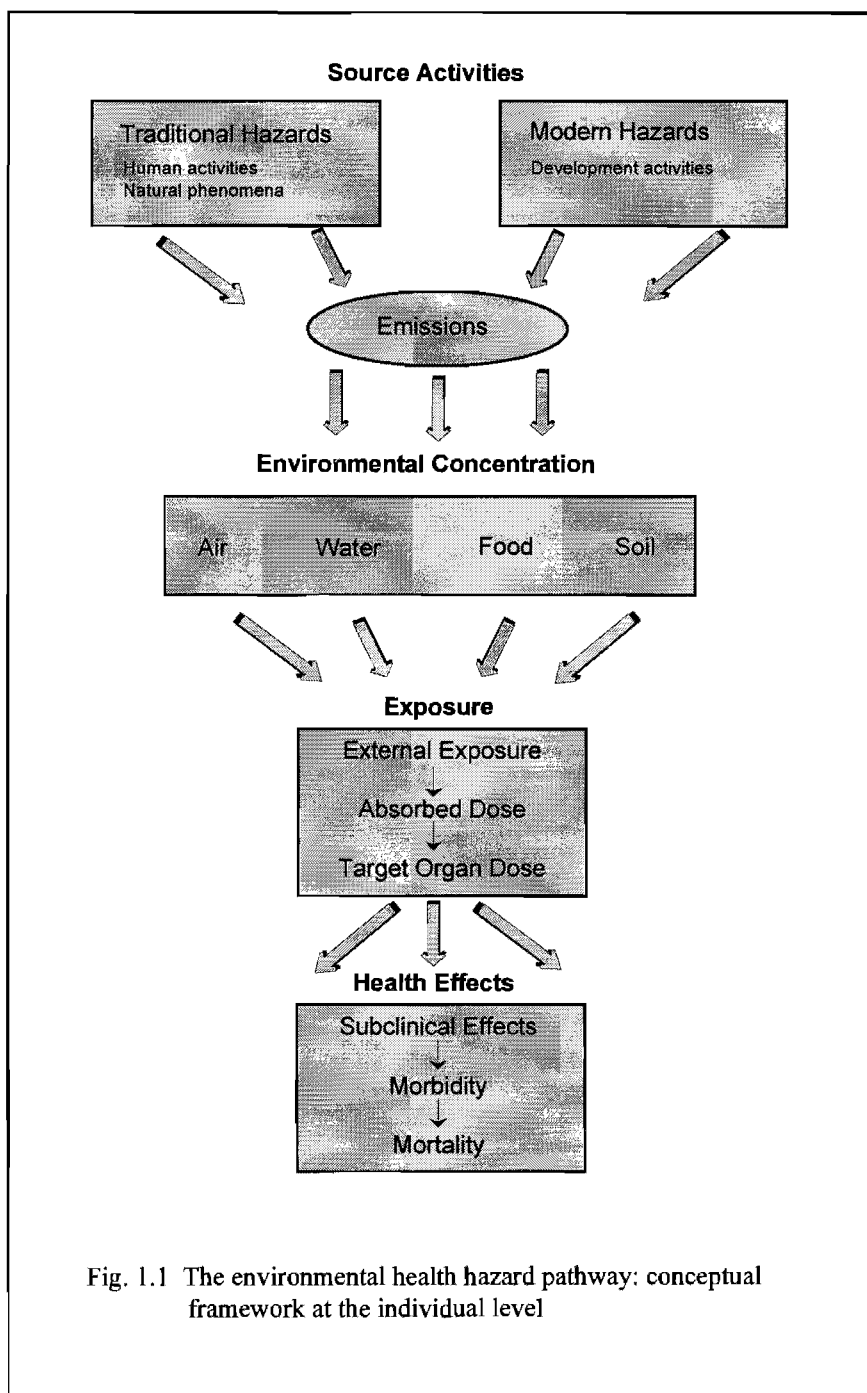 Source Activities
Traditional Hazards
Human activities
Natural phenomena
Modern Hazards
Development activities
Emissions
Environmental Concentration
Air Water Food Soil
Exposure
External Exposure
Absorbed Dose
Target Organ Dose
Health Effects
Subclinical Effects
Morbidity
Mortality
Fig. 1.1 The environmental health hazard pathway: conceptual
framework at the individual level